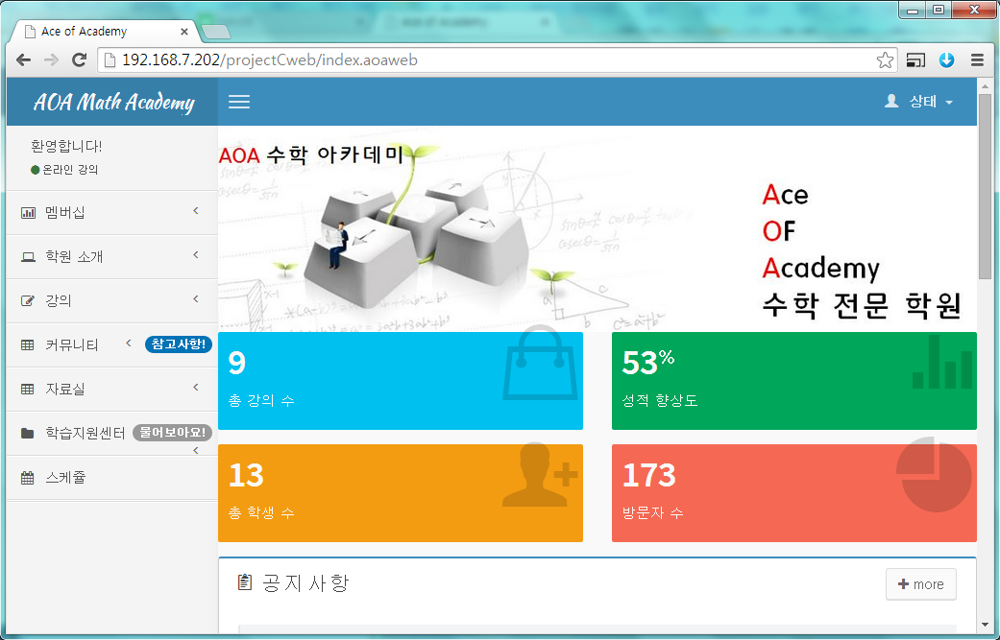 Ace of Academy
192.168.7.202/projectCweb/index.aoaweb
AOA Math Academy
상태
환영합니다!
온라인 강의
멤버십
학원 소개
강의
커뮤니티 참고사항!
자료실
학습지원센터 물어보아요!
스케쥴
AOA 수학 아카데미
Ace
OF
Academy
수학 전문 학원
9
총 강의 수
53%
성적 향상도
13
총 학생 수
173
방문자 수
공지사항
+ more